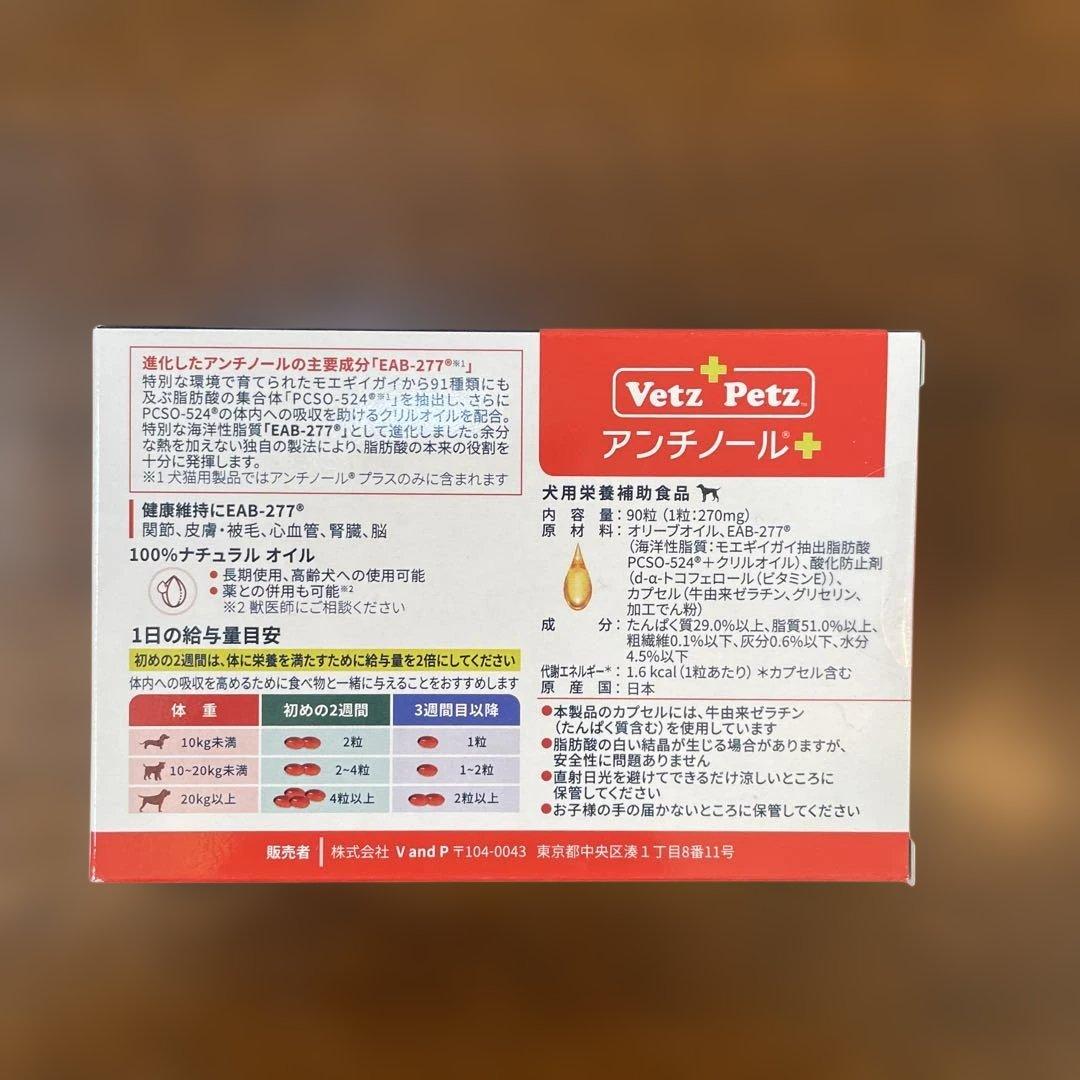 進化したアンチノールの主要成分「EAB-277®※1」
特別な環境で育てられたモエギイガイから91種類にも
及ぶ脂肪酸の集合体「PCSO-524®※1」を抽出し、さらに
PCSO-524®の体内への吸収を助けるクリルオイルを配合。
特別な海洋性脂質「EAB-277®」として進化しました。余分
な熱を加えない独自の製法により、脂肪酸の本来の役割を
十分に発揮します。
※1 犬猫用製品ではアンチノール® プラスのみに含まれます
健康維持にEAB-277®
関節、皮膚・被毛、心血管、腎臓、脳
100%ナチュラル オイル
●長期使用、高齢犬への使用可能
●薬との併用も可能※2
※2 獣医師にご相談ください
1日の給与量目安
初めの2週間は、体に栄養を満たすために給与量を2倍にしてください
体内への吸収を高めるために食べ物と一緒に与えることをおすすめします
体重 初めの2週間 3週間目以降
10kg未満 2粒 1粒
10~20kg未満 2~4粒 1~2粒
20kg以上 4粒以上 2粒以上
Vetz Petz™
アンチノール®
犬用栄養補助食品
内容量：90粒（1粒：270mg）
原材料：オリーブオイル、EAB-277®
（海洋性脂質：モエギイガイ抽出脂肪酸
PCSO-524®＋クリルオイル）、酸化防止剤
（d-α-トコフェロール（ビタミンE））、
カプセル（牛由来ゼラチン、グリセリン、
加工でん粉）
成分：たんぱく質29.0%以上、脂質51.0%以上、
粗繊維0.1%以下、灰分0.6%以下、水分
4.5%以下
代謝エネルギー＊：1.6 kcal（1粒あたり）＊カプセル含む
原産国：日本
●本製品のカプセルには、牛由来ゼラチン
（たんぱく質含む）を使用しています
●脂肪酸の白い結晶が生じる場合がありますが、
安全性に問題ありません
●直射日光を避けてできるだけ涼しいところに
保管してください
●お子様の手の届かないところに保管してください
販売者 株式会社 V and P 〒104-0043 東京都中央区湊1丁目8番11号